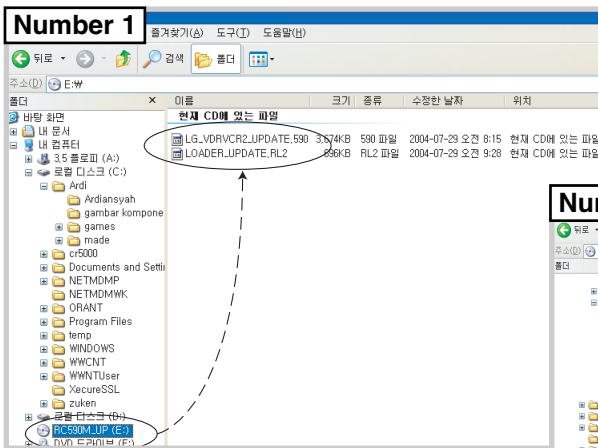 Number 1
즐겨찾기(A) 도구(T) 도움말(H)
뒤로 검색 폴더
주소(D) E:₩
폴더 × 이름 크기 종류 수정한 날짜 위치
현재 CD에 있는 파일
LG_VDRVCR2_UPDATE,590 3,674KB 590 파일 2004-07-29 오전 8:15 현재 CD에 있는 파일
LOADER_UPDATE,RL2 696KB RL2 파일 2004-07-29 오전 9:28 현재 CD에 있는 파일
바탕 화면
내 문서
내 컴퓨터
3,5 플로피 (A:)
로컬 디스크 (C:)
Ardi
Ardiansyah
gambar kompone
games
made
cr5000
Documents and Settin
NETMDMP
NETMDMWK
ORANT
Program Files
temp
WINDOWS
WWCNT
WWNTUser
XecureSSL
zuken
로컬 디스크 (D:)
RC590M_UP (E:)
DVD 드라이브 (F:)
Nu
뒤로
주소(D)
폴더